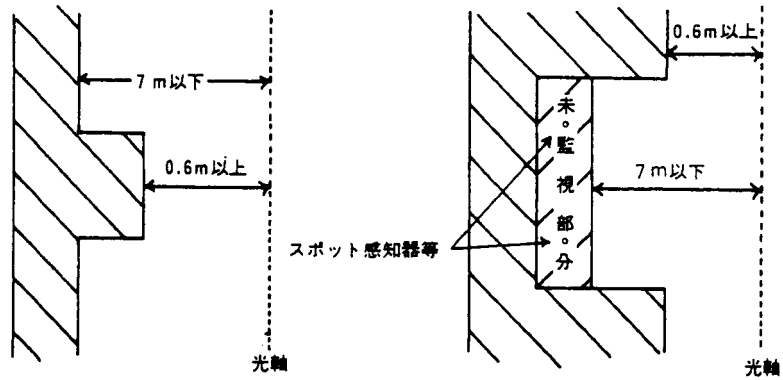 7m以下
0.6m以上
光軸
0.6m以上
7m以下
未監視部分
スポット感知器等
光軸